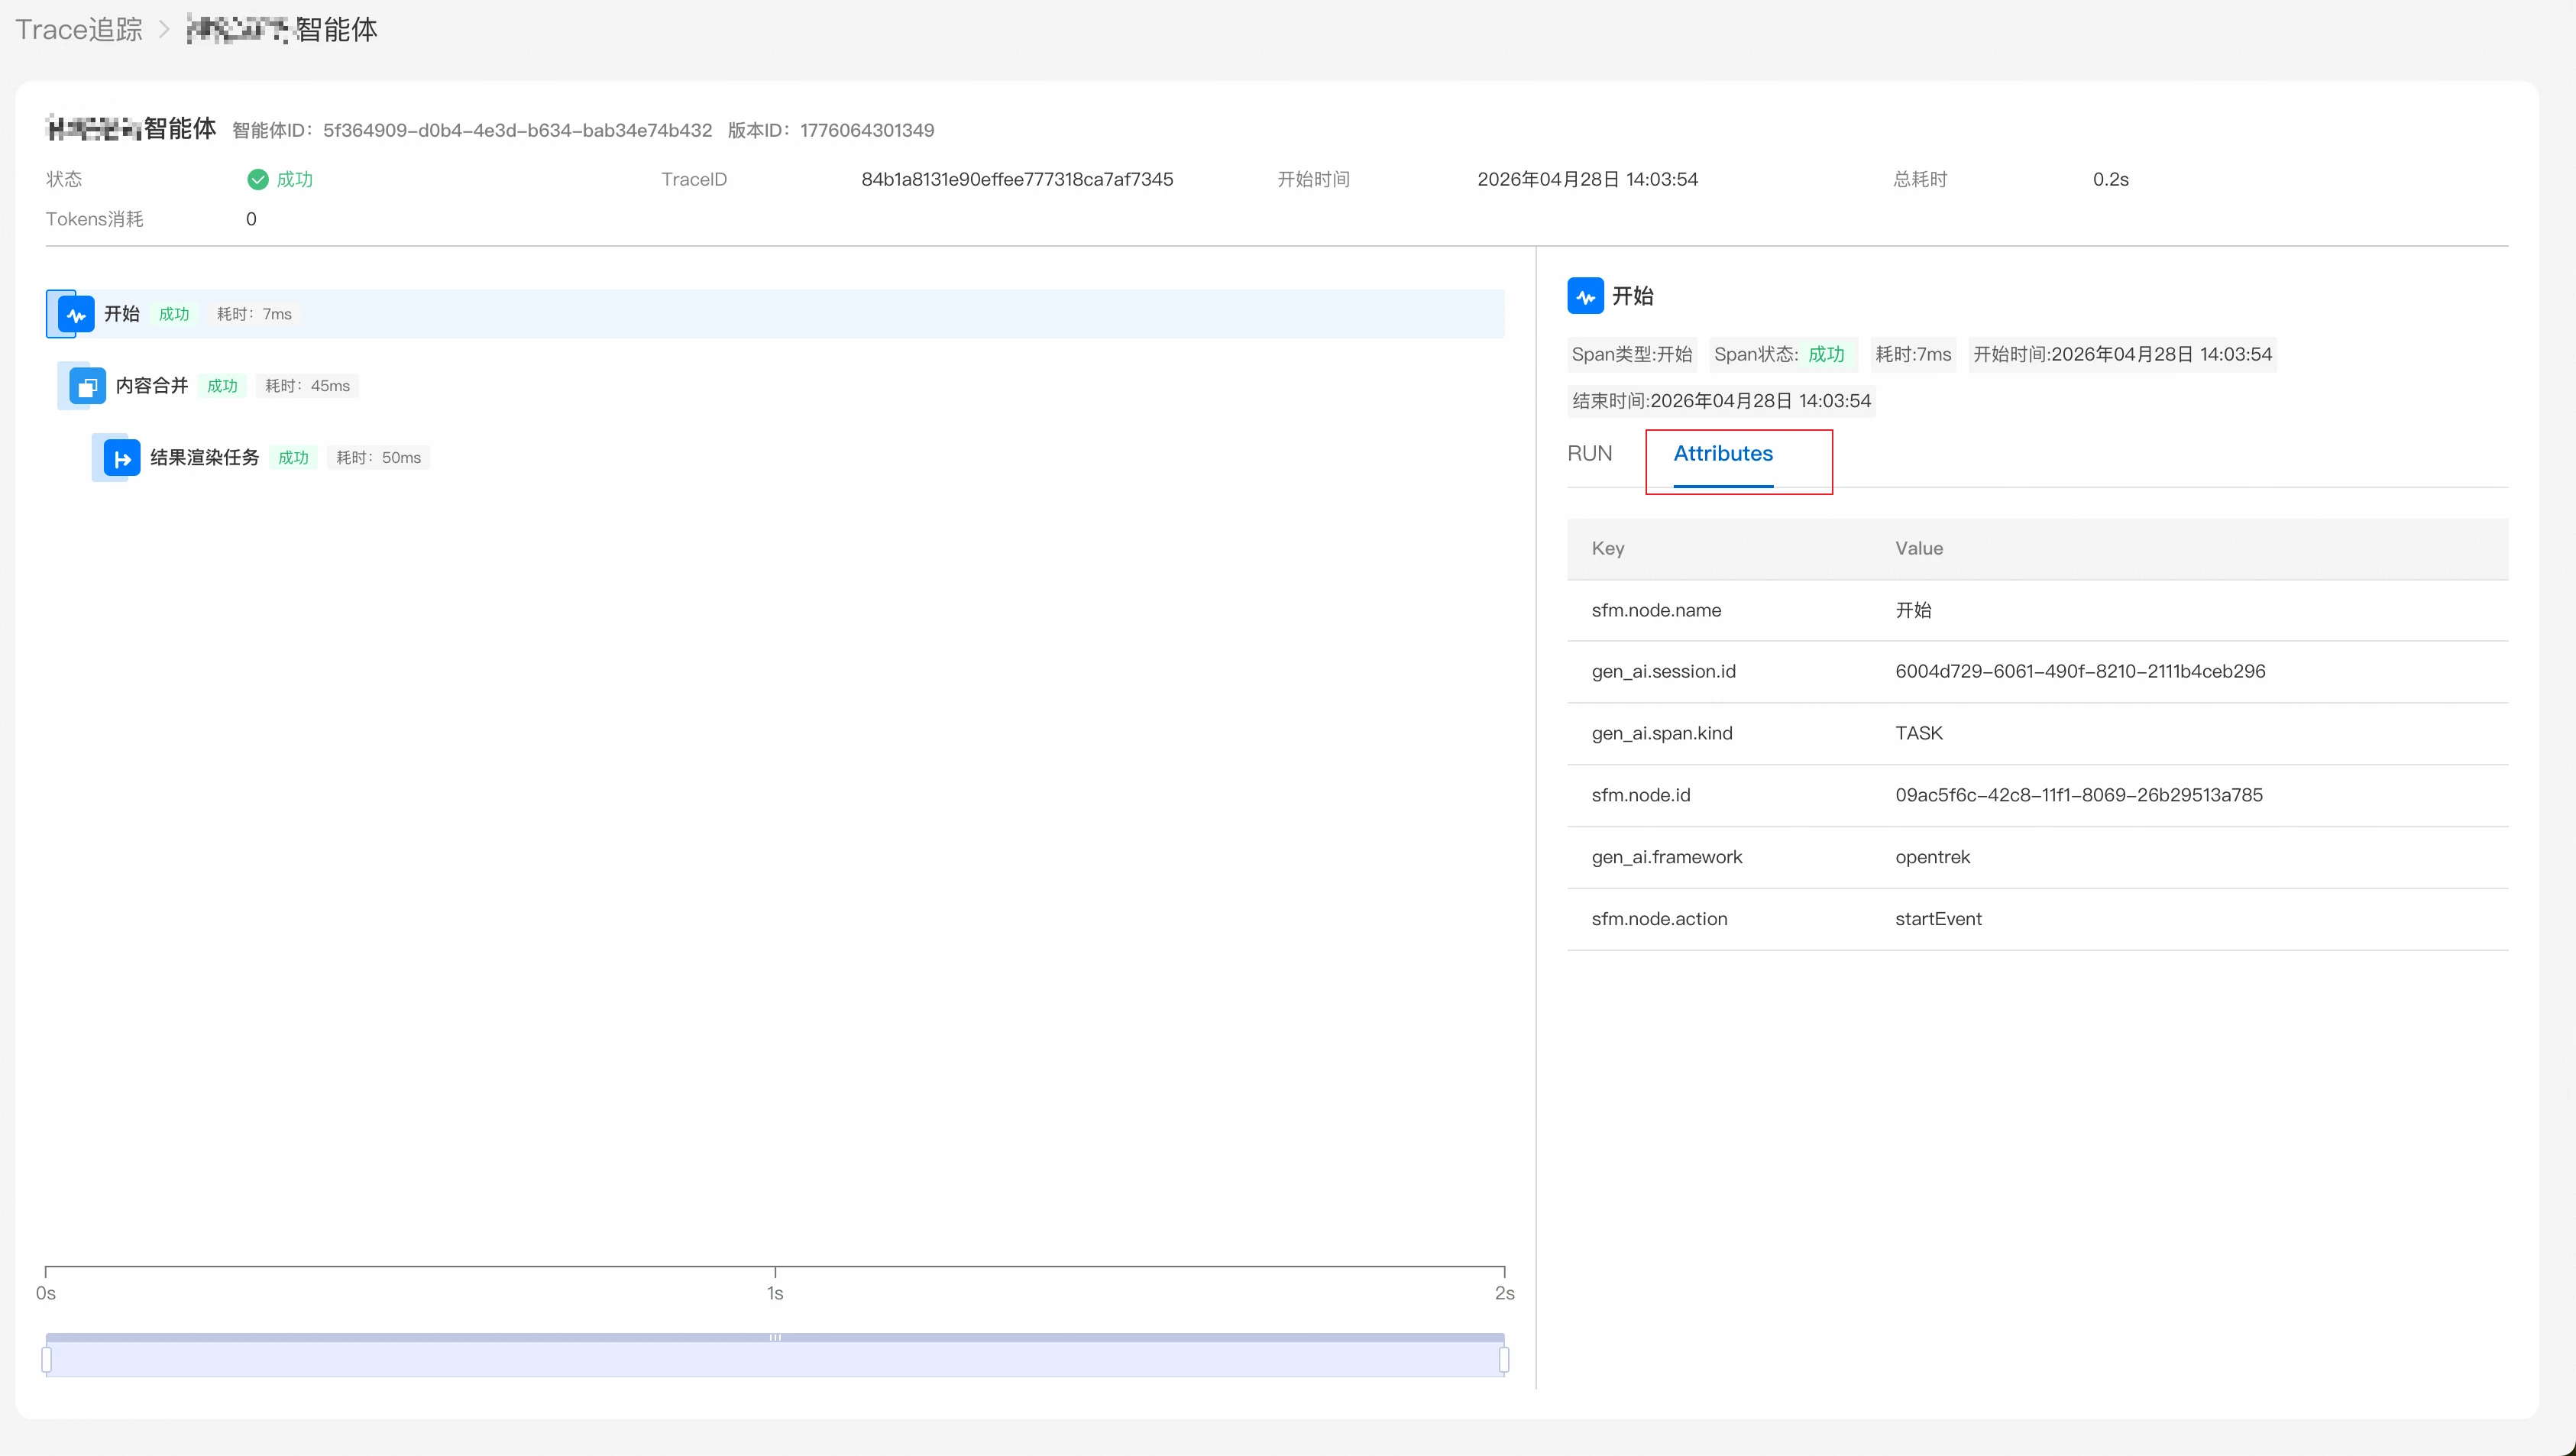 Trace追踪 > 智能体
智能体 智能体ID：5f364909-d0b4-4e3d-b634-bab34e74b432 版本ID：1776064301349
状态 成功 TraceID 84b1a8131e90effee777318ca7af7345 开始时间 2026年04月28日 14:03:54 总耗时 0.2s
Tokens消耗 0
开始 成功 耗时：7ms
内容合并 成功 耗时：45ms
结果渲染任务 成功 耗时：50ms
0s 1s 2s
开始
Span类型:开始 Span状态: 成功 耗时:7ms 开始时间:2026年04月28日 14:03:54
结束时间:2026年04月28日 14:03:54
RUN Attributes
Key Value
sfm.node.name 开始
gen_ai.session.id 6004d729-6061-490f-8210-2111b4ceb296
gen_ai.span.kind TASK
sfm.node.id 09ac5f6c-42c8-11f1-8069-26b29513a785
gen_ai.framework opentrek
sfm.node.action startEvent